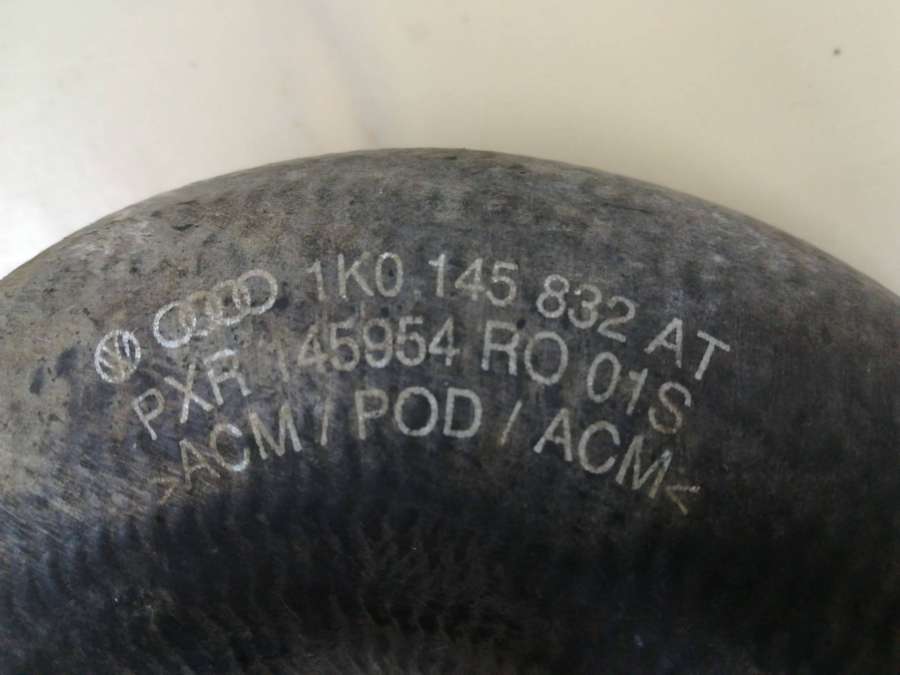 1K0 145 832 AT
PXR 145954 RO 01S
>ACM / POD / ACM<